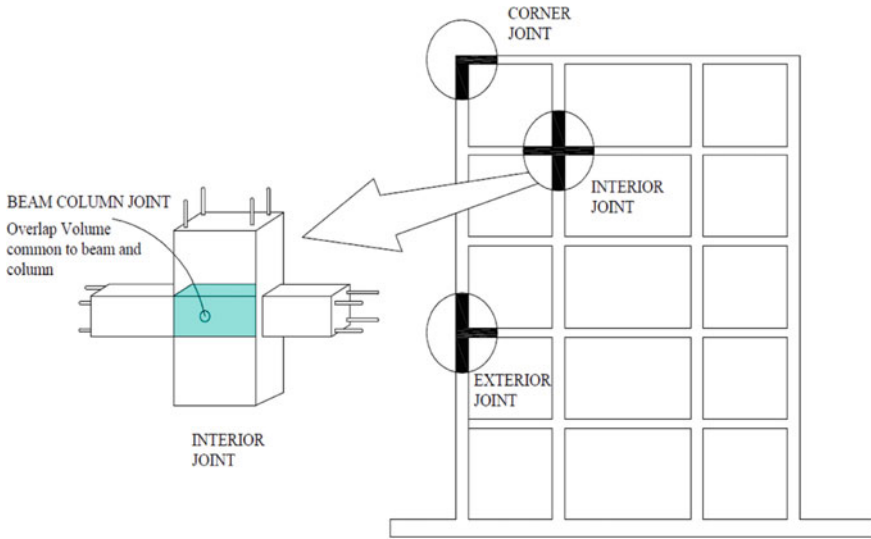 CORNER
JOINT
INTERIOR
JOINT
BEAM COLUMN JOINT
Overlap Volume
common to beam and
column
EXTERIOR
JOINT
INTERIOR
JOINT